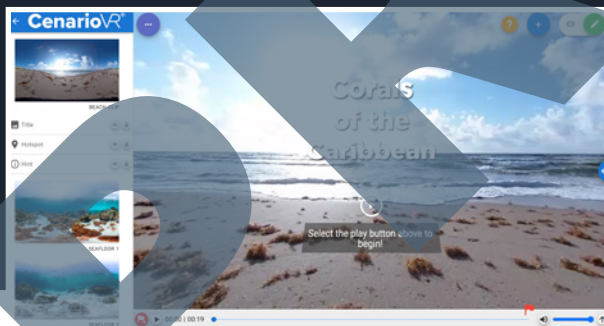 CenarioVR®
BEACH
Title
Hotspot
Hint
SEAFLOOR 1
Corals
of the
Caribbean
Select the play button above to
begin!
00:00 | 00:19